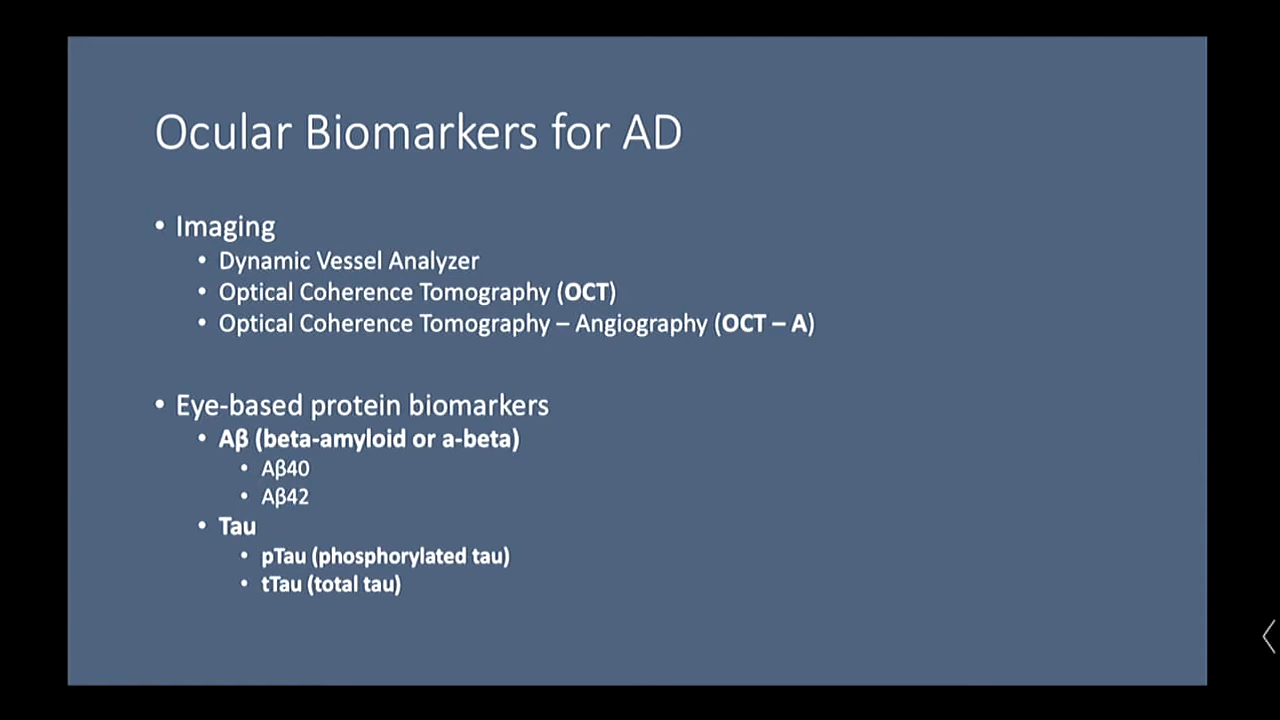 Ocular Biomarkers for AD
• Imaging
• Dynamic Vessel Analyzer
• Optical Coherence Tomography (OCT)
• Optical Coherence Tomography – Angiography (OCT – A)
• Eye-based protein biomarkers
• Aβ (beta-amyloid or a-beta)
• Aβ40
• Aβ42
• Tau
• pTau (phosphorylated tau)
• tTau (total tau)